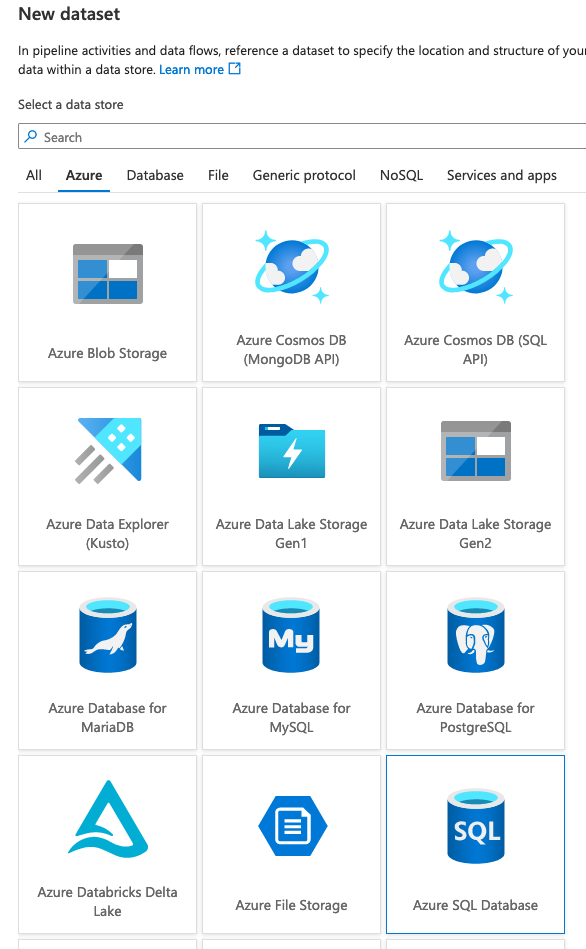 New dataset
In pipeline activities and data flows, reference a dataset to specify the location and structure of your
data within a data store. Learn more
Select a data store
Search
All Azure Database File Generic protocol NoSQL Services and apps
Azure Blob Storage
Azure Cosmos DB
(MongoDB API)
Azure Cosmos DB (SQL
API)
Azure Data Explorer
(Kusto)
Azure Data Lake Storage
Gen1
Azure Data Lake Storage
Gen2
Azure Database for
MariaDB
My
Azure Database for
MySQL
Azure Database for
PostgreSQL
Azure Databricks Delta
Lake
Azure File Storage
SQL
Azure SQL Database